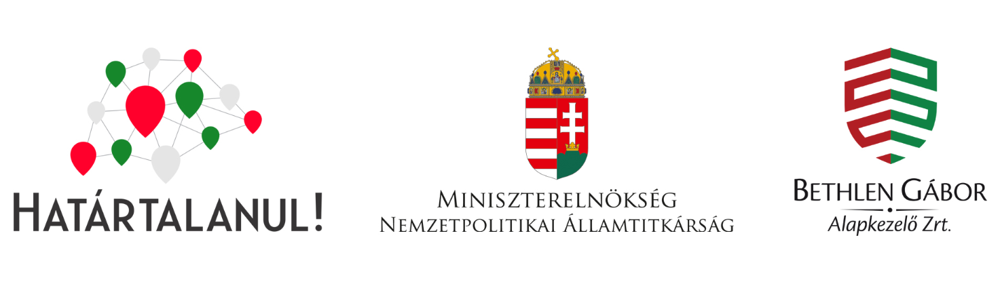 HATÁRTALANUL!
MINISZTERELNÖKSÉG
NEMZETPOLITIKAI ÁLLAMTITKÁRSÁG
BETHLEN GÁBOR
Alapkezelő Zrt.